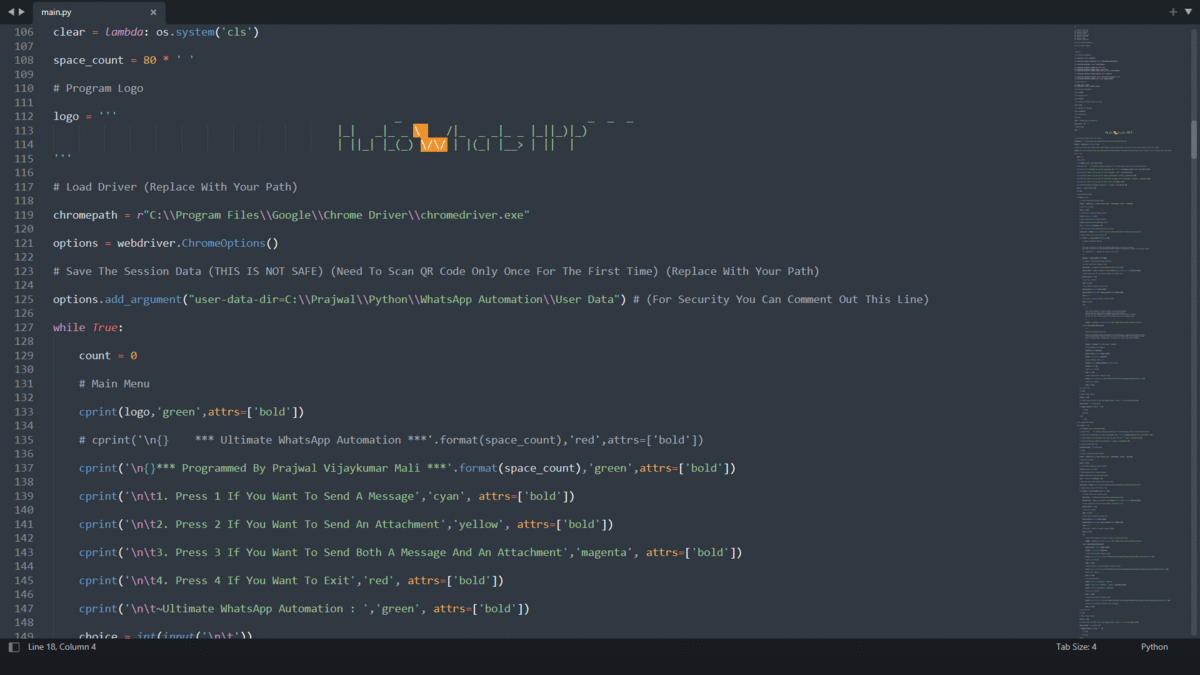 main.py
106 clear = lambda: os.system('cls')
107
108 space_count = 80 * ' '
109
110 # Program Logo
111
112 logo = '''                                            _                             _  _  _
113                                   |_|   _|_ _ \    /|_  _ _|_ _ |_||_)|_)
114                                   | ||_| |_(_) \/\/ | |(_| |__> | ||  |
115 '''
116
117 # Load Driver (Replace With Your Path)
118
119 chromepath = r"C:\\Program Files\\Google\\Chrome Driver\\chromedriver.exe"
120
121 options = webdriver.ChromeOptions()
122
123 # Save The Session Data (THIS IS NOT SAFE) (Need To Scan QR Code Only Once For The First Time) (Replace With Your Path)
124
125 options.add_argument("user-data-dir=C:\\Prajwal\\Python\\WhatsApp Automation\\User Data") # (For Security You Can Comment Out This Line)
126
127 while True:
128
129     count = 0
130
131     # Main Menu
132
133     cprint(logo,'green',attrs=['bold'])
134
135     # cprint('\n{}    *** Ultimate WhatsApp Automation ***'.format(space_count),'red',attrs=['bold'])
136
137     cprint('\n{}*** Programmed By Prajwal Vijaykumar Mali ***'.format(space_count),'green',attrs=['bold'])
138
139     cprint('\n\t1. Press 1 If You Want To Send A Message','cyan', attrs=['bold'])
140
141     cprint('\n\t2. Press 2 If You Want To Send An Attachment','yellow', attrs=['bold'])
142
143     cprint('\n\t3. Press 3 If You Want To Send Both A Message And An Attachment','magenta', attrs=['bold'])
144
145     cprint('\n\t4. Press 4 If You Want To Exit','red', attrs=['bold'])
146
147     cprint('\n\t~Ultimate WhatsApp Automation : ','green', attrs=['bold'])
148
149     choice = int(input('\n\t'))
Line 18, Column 4
Tab Size: 4
Python